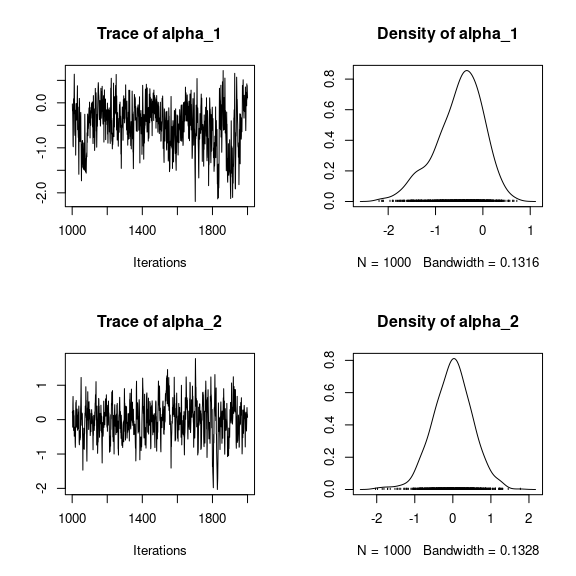 Trace of alpha_1
0.0
-1.0
-2.0
1000 1400 1800
Iterations
Density of alpha_1
0.8
0.6
0.4
0.2
0.0
-2 -1 0 1
N = 1000 Bandwidth = 0.1316
Trace of alpha_2
1
0
-1
-2
1000 1400 1800
Iterations
Density of alpha_2
0.8
0.6
0.4
0.2
0.0
-2 -1 0 1 2
N = 1000 Bandwidth = 0.1328